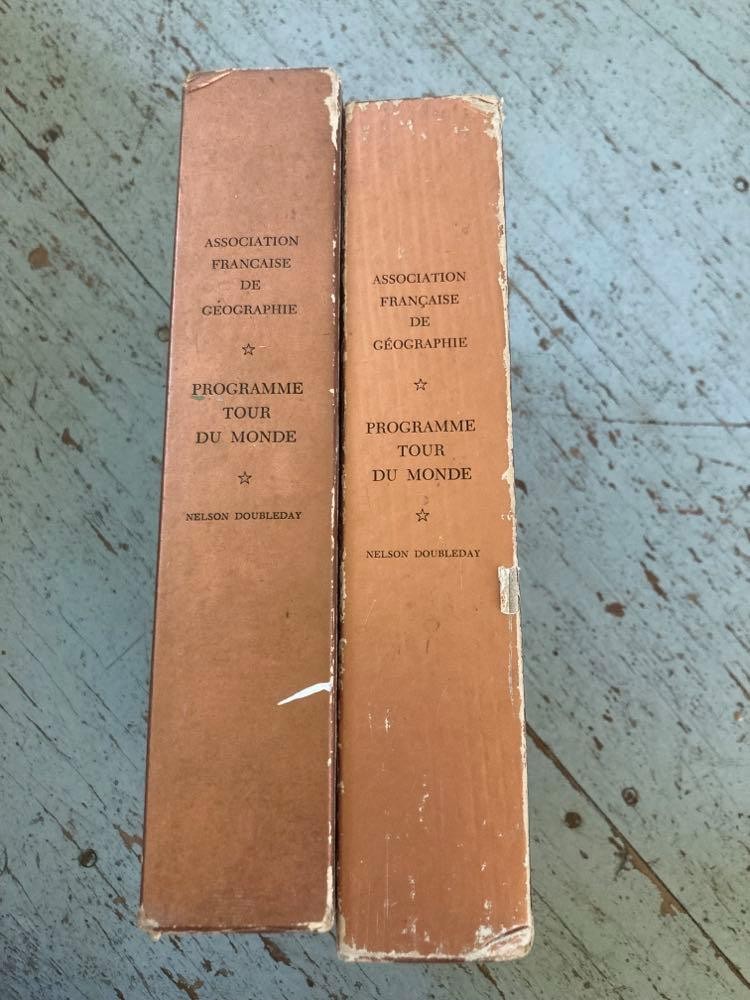 ASSOCIATION
FRANCAISE
DE
GÉOGRAPHIE
☆
PROGRAMME
TOUR
DU MONDE
☆
NELSON DOUBLEDAY
ASSOCIATION
FRANÇAISE
DE
GÉOGRAPHIE
☆
PROGRAMME
TOUR
DU MONDE
☆
NELSON DOUBLEDAY